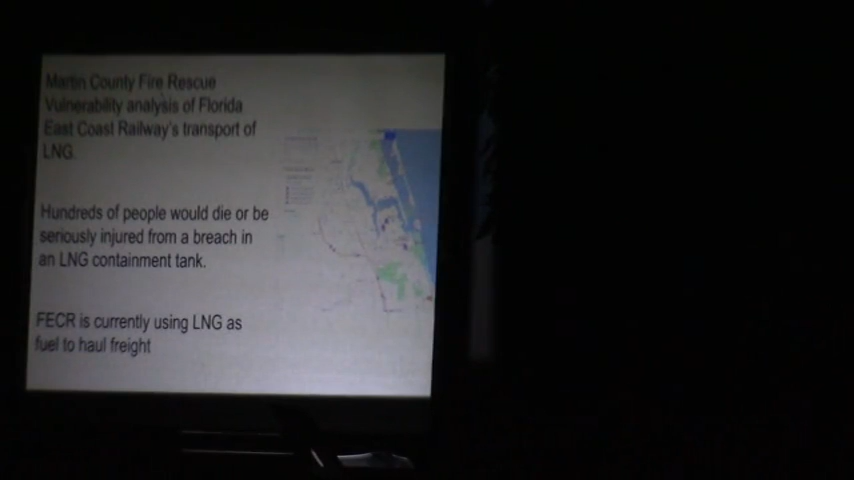 Martin County Fire Rescue
Vulnerability analysis of Florida
East Coast Railway's transport of
LNG.
Hundreds of people would die or be
seriously injured from a breach in
an LNG containment tank.
FECR is currently using LNG as
fuel to haul freight